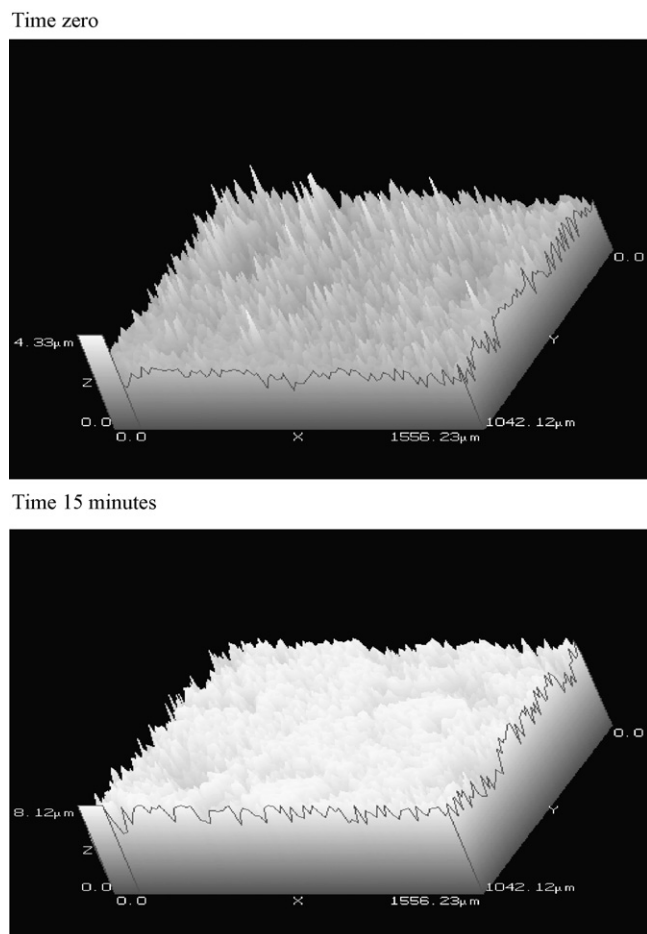 Time zero
0.0
4.33µm
Y
Z
0.0
1042.12µm
0.0 X 1556.23µm
Time 15 minutes
0.0
8.12µm
Y
Z
0.0
1042.12µm
0.0 X 1556.23µm